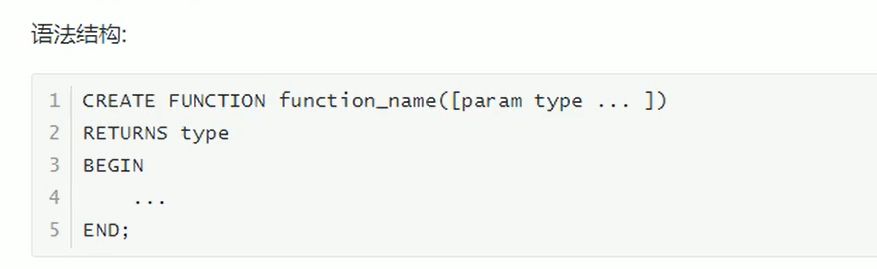 语法结构:
1 CREATE FUNCTION function_name([param type ... ])
2 RETURNS type
3 BEGIN
4     ...
5 END;